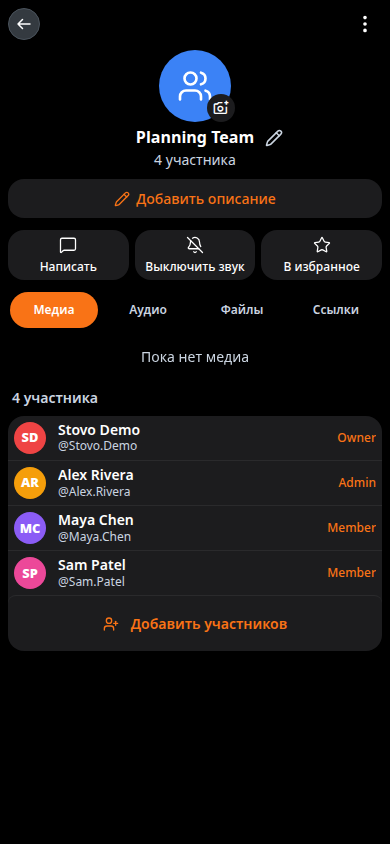 Planning Team
4 участника
Добавить описание
Написать
Выключить звук
В избранное
Медиа
Аудио
Файлы
Ссылки
Пока нет медиа
4 участника
SD
Stovo Demo
@Stovo.Demo
Owner
AR
Alex Rivera
@Alex.Rivera
Admin
MC
Maya Chen
@Maya.Chen
Member
SP
Sam Patel
@Sam.Patel
Member
Добавить участников